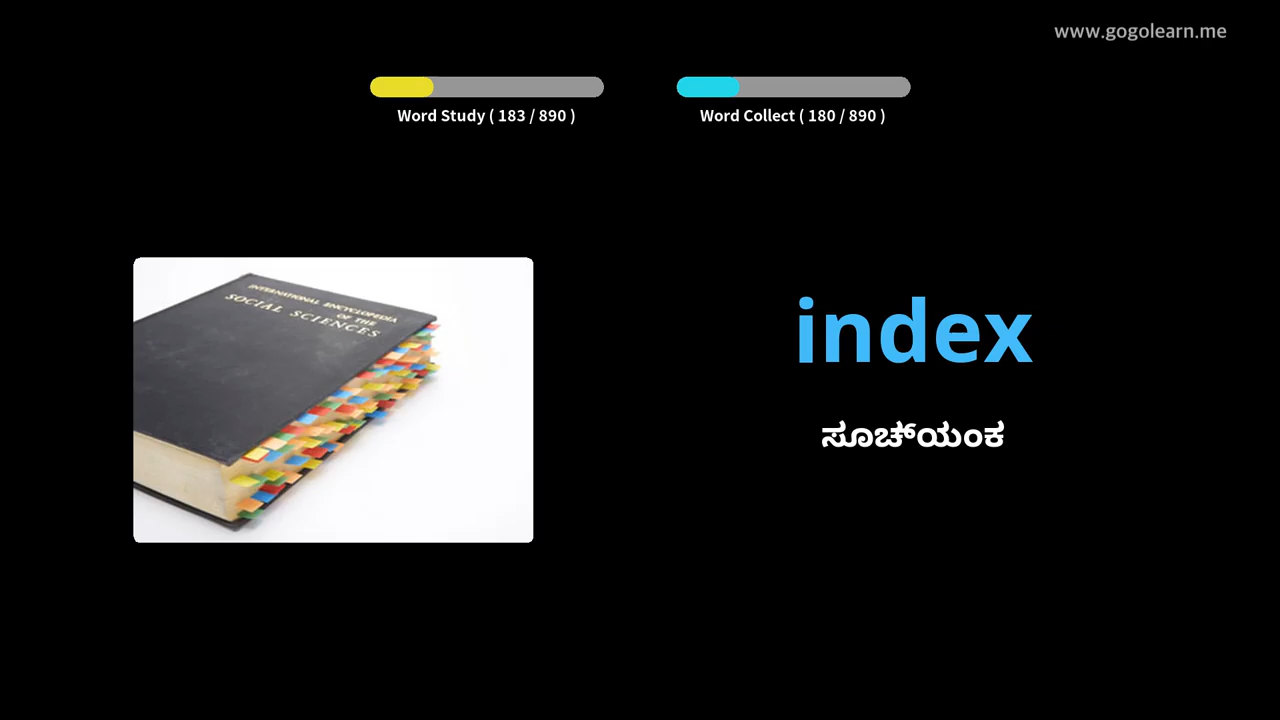 www.gogolearn.me
Word Study ( 183 / 890 )
Word Collect ( 180 / 890 )
INTERNATIONAL ENCYCLOPEDIA
OF THE
SOCIAL SCIENCES
index
ಸೂಚ್‌ಯಂಕ